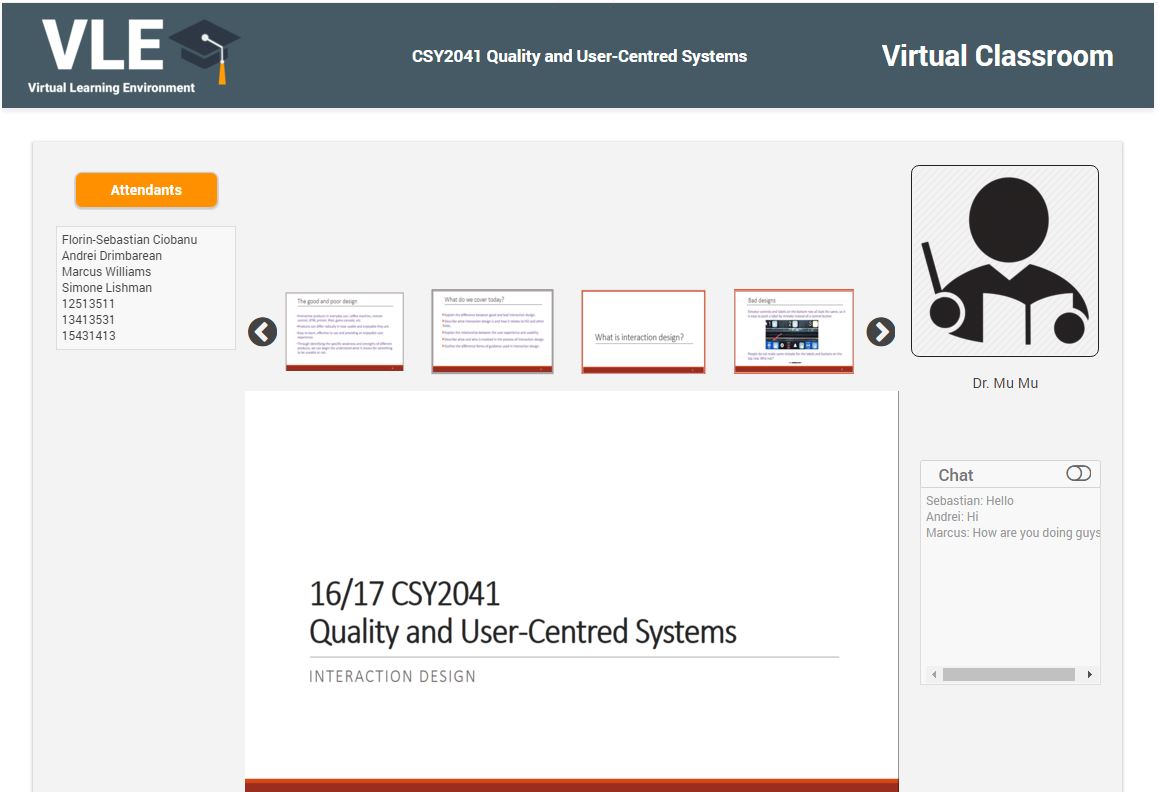 VLE
Virtual Learning Environment
CSY2041 Quality and User-Centred Systems
Virtual Classroom
Attendants
Florin-Sebastian Ciobanu
Andrei Drimbarean
Marcus Williams
Simone Lishman
12513511
13413531
15431413
The good and poor design
What do we cover today?
What is interaction design?
Bad designs
Dr. Mu Mu
16/17 CSY2041
Quality and User-Centred Systems
INTERACTION DESIGN
Chat
Sebastian: Hello
Andrei: Hi
Marcus: How are you doing guys